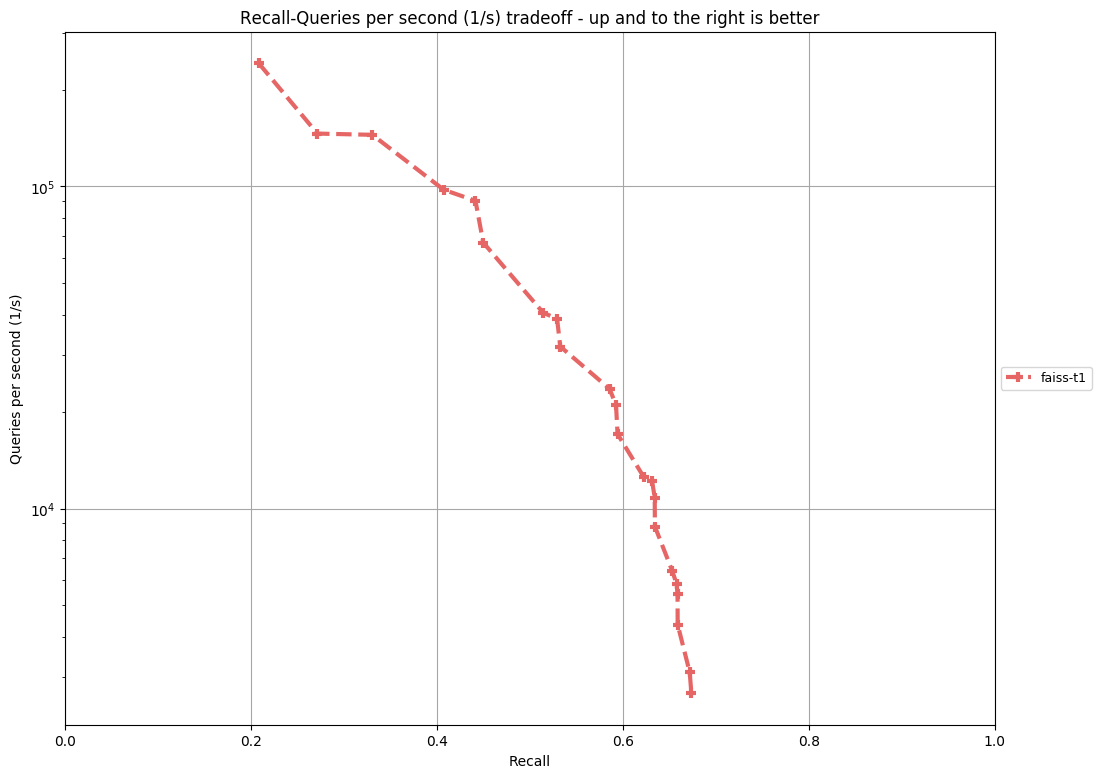 Recall-Queries per second (1/s) tradeoff - up and to the right is better
Queries per second (1/s)
10^5
10^4
faiss-t1
0.0 0.2 0.4 0.6 0.8 1.0
Recall